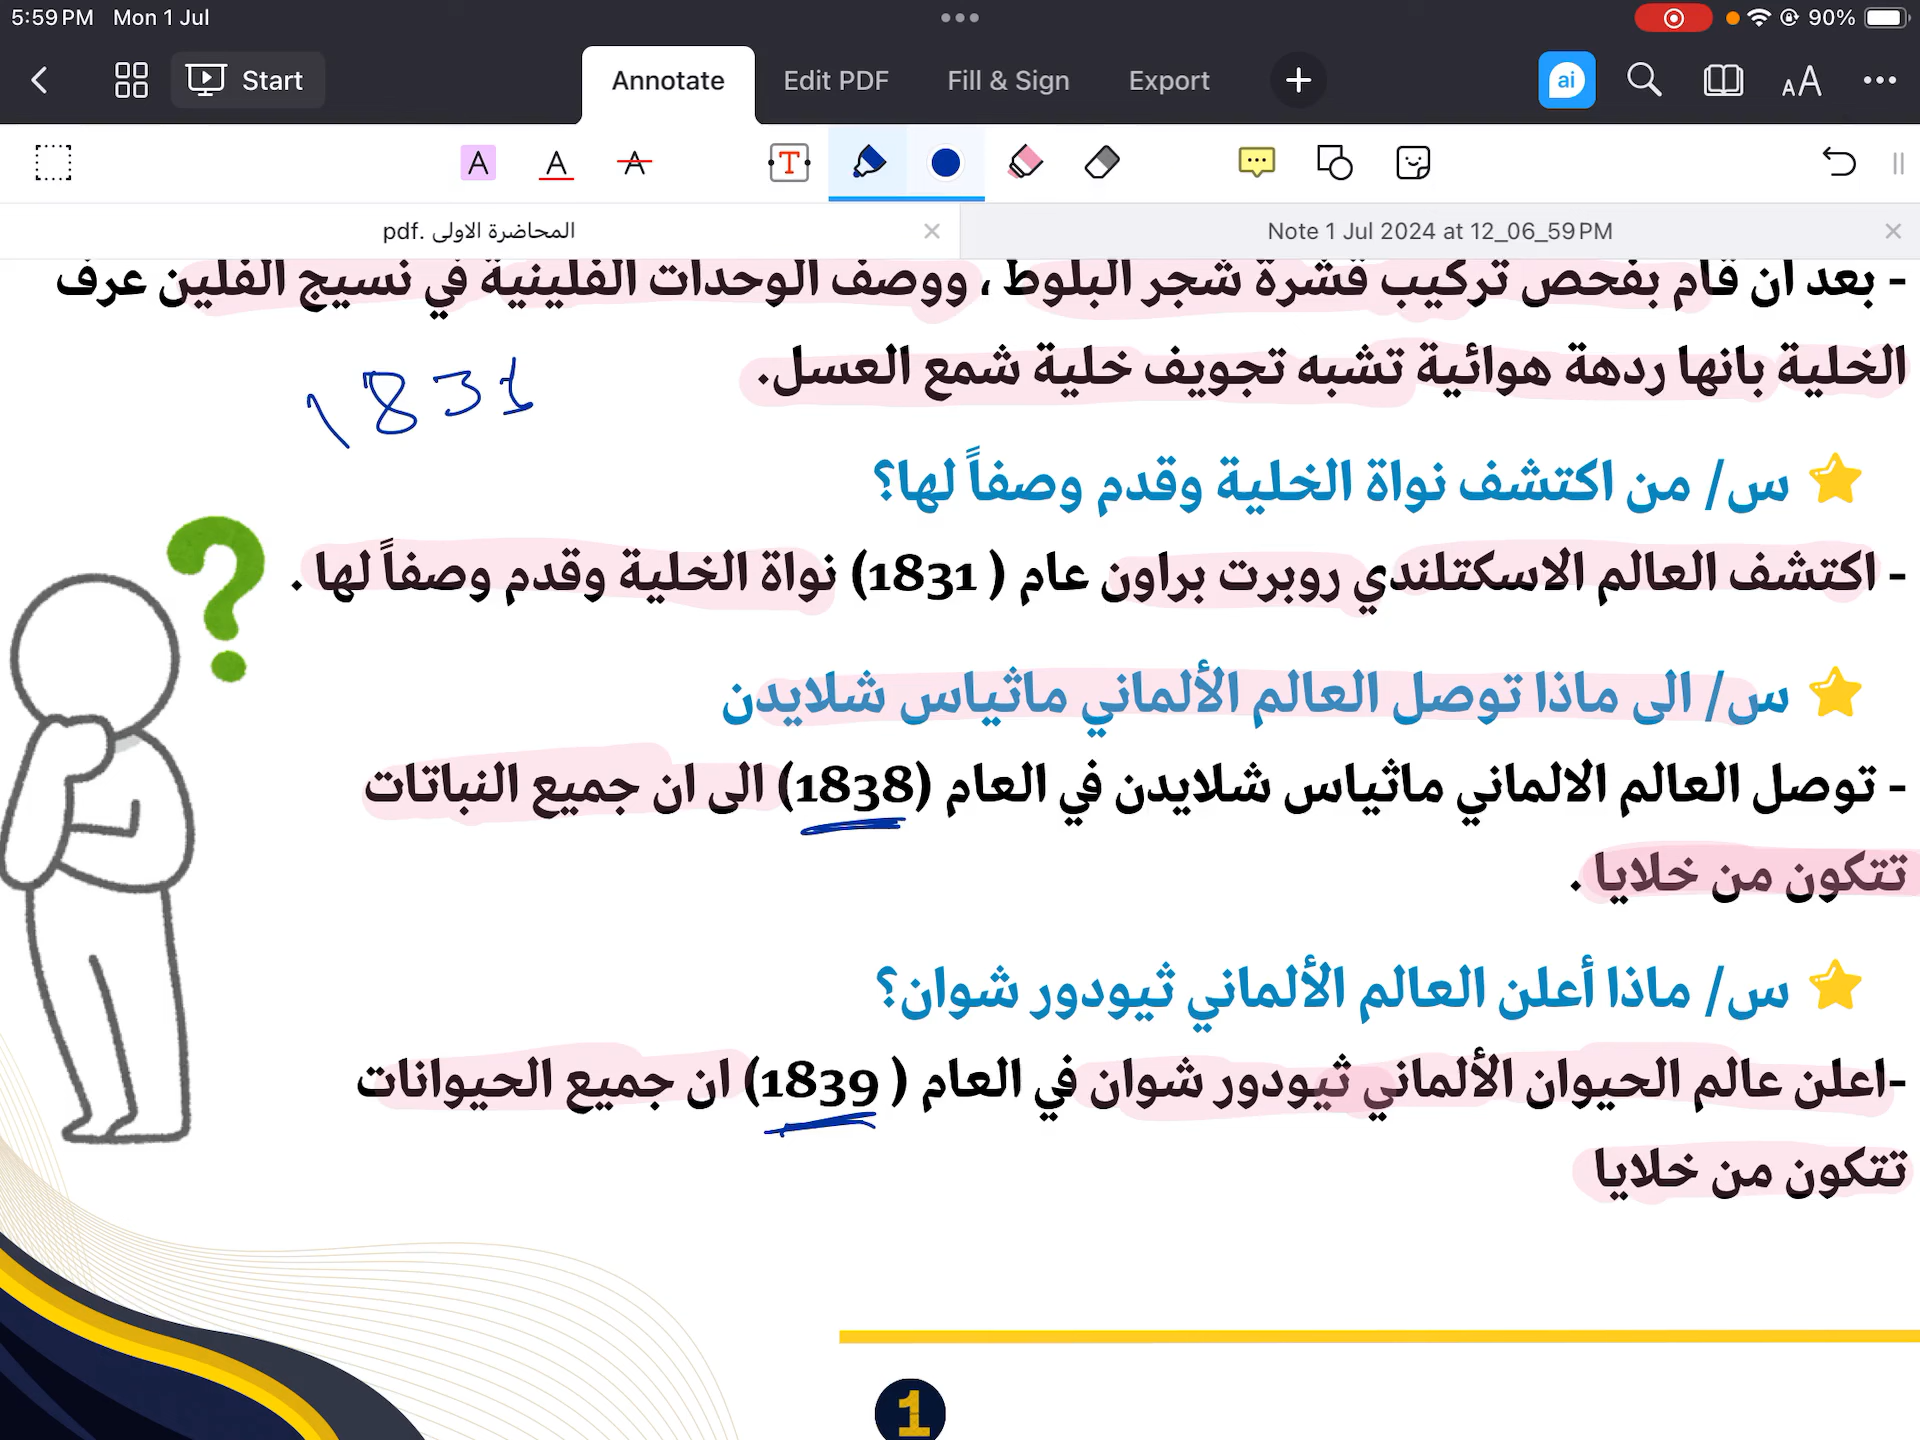 5:59 PM Mon 1 Jul
90%
Start
Annotate
Edit PDF
Fill & Sign
Export
ai
AA
A A A T
المحاضرة الاولى .pdf
Note 1 Jul 2024 at 12_06_59 PM
- بعد ان قام بفحص تركيب قشرة شجر البلوط ، ووصف الوحدات الفلينية في نسيج الفلين عرف
الخلية بانها ردهة هوائية تشبه تجويف خلية شمع العسل.
1831
س/ من اكتشف نواة الخلية وقدم وصفاً لها؟
- اكتشف العالم الاسكتلندي روبرت براون عام ( 1831) نواة الخلية وقدم وصفاً لها .
س/ الى ماذا توصل العالم الألماني ماثياس شلايدن
- توصل العالم الالماني ماثياس شلايدن في العام (1838) الى ان جميع النباتات
تتكون من خلايا .
س/ ماذا أعلن العالم الألماني ثيودور شوان؟
-اعلن عالم الحيوان الألماني ثيودور شوان في العام ( 1839) ان جميع الحيوانات
تتكون من خلايا
1